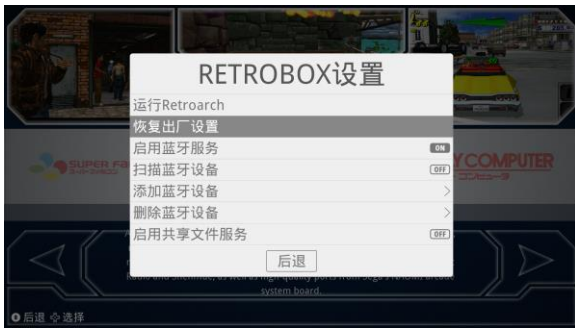 RETROBOX设置
运行Retroarch
恢复出厂设置
启用蓝牙服务 ON
扫描蓝牙设备 OFF
添加蓝牙设备
删除蓝牙设备
启用共享文件服务 OFF
后退
SUPER FA
Y COMPUTER
system board.
后退 选择